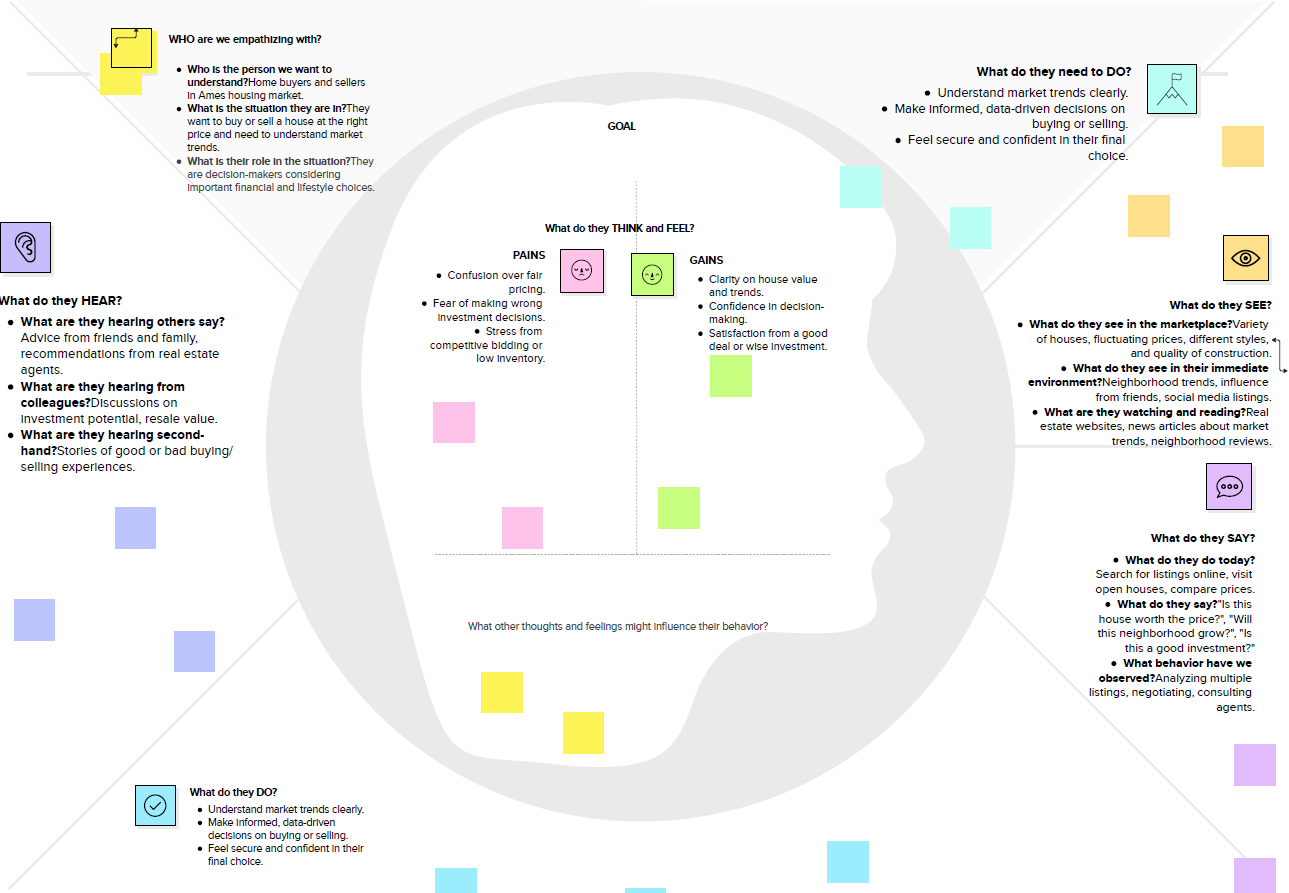 WHO are we empathizing with?
● Who is the person we want to
understand?Home buyers and sellers
in Ames housing market.
● What is the situation they are in?They
want to buy or sell a house at the right
price and need to understand market
trends.
● What is their role in the situation?They
are decision-makers considering
important financial and lifestyle choices.
What do they need to DO?
● Understand market trends clearly.
● Make informed, data-driven decisions on
buying or selling.
● Feel secure and confident in their final
choice.
GOAL
What do they THINK and FEEL?
PAINS
● Confusion over fair
pricing.
● Fear of making wrong
investment decisions.
● Stress from
competitive bidding or
low inventory.
GAINS
● Clarity on house value
and trends.
● Confidence in decision-
making.
● Satisfaction from a good
deal or wise investment.
What do they HEAR?
● What are they hearing others say?
Advice from friends and family,
recommendations from real estate
agents.
● What are they hearing from
colleagues?Discussions on
investment potential, resale value.
● What are they hearing second-
hand?Stories of good or bad buying/
selling experiences.
What do they SEE?
● What do they see in the marketplace?Variety
of houses, fluctuating prices, different styles,
and quality of construction.
● What do they see in their immediate
environment?Neighborhood trends, influence
from friends, social media listings.
● What are they watching and reading?Real
estate websites, news articles about market
trends, neighborhood reviews.
What do they SAY?
● What do they do today?
Search for listings online, visit
open houses, compare prices.
● What do they say?"Is this
house worth the price?", "Will
this neighborhood grow?", "Is
this a good investment?"
● What behavior have we
observed?Analyzing multiple
listings, negotiating, consulting
agents.
What other thoughts and feelings might influence their behavior?
What do they DO?
● Understand market trends clearly.
● Make informed, data-driven
decisions on buying or selling.
● Feel secure and confident in their
final choice.